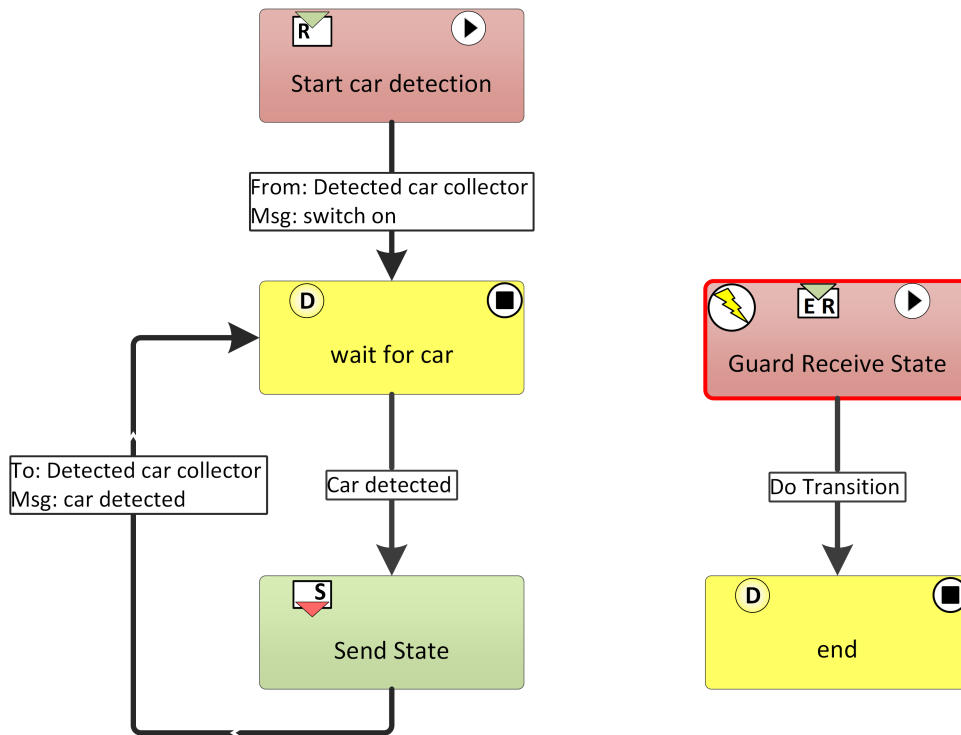 R
Start car detection
From: Detected car collector
Msg: switch on
D
wait for car
E R
Guard Receive State
To: Detected car collector
Msg: car detected
Car detected
Do Transition
S
Send State
D
end